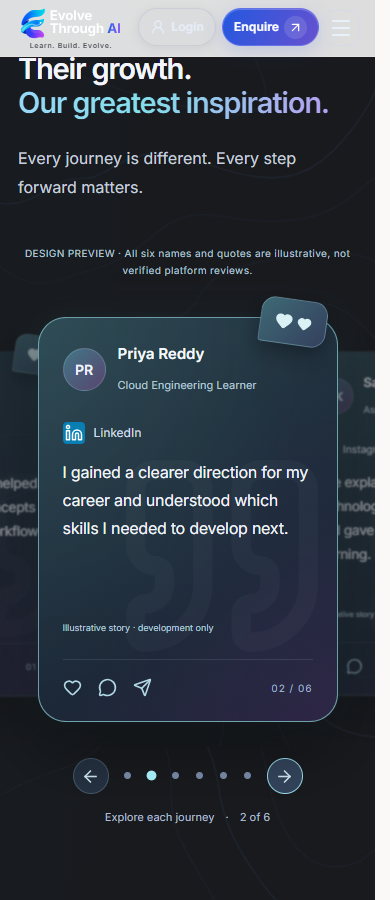 Evolve
Through AI
Learn. Build. Evolve.
Login
Enquire
Their growth.
Our greatest inspiration.
Every journey is different. Every step
forward matters.
DESIGN PREVIEW · All six names and quotes are illustrative, not
verified platform reviews.
PR
Priya Reddy
Cloud Engineering Learner
LinkedIn
I gained a clearer direction for my
career and understood which
skills I needed to develop next.
Illustrative story · development only
02 / 06
Explore each journey · 2 of 6